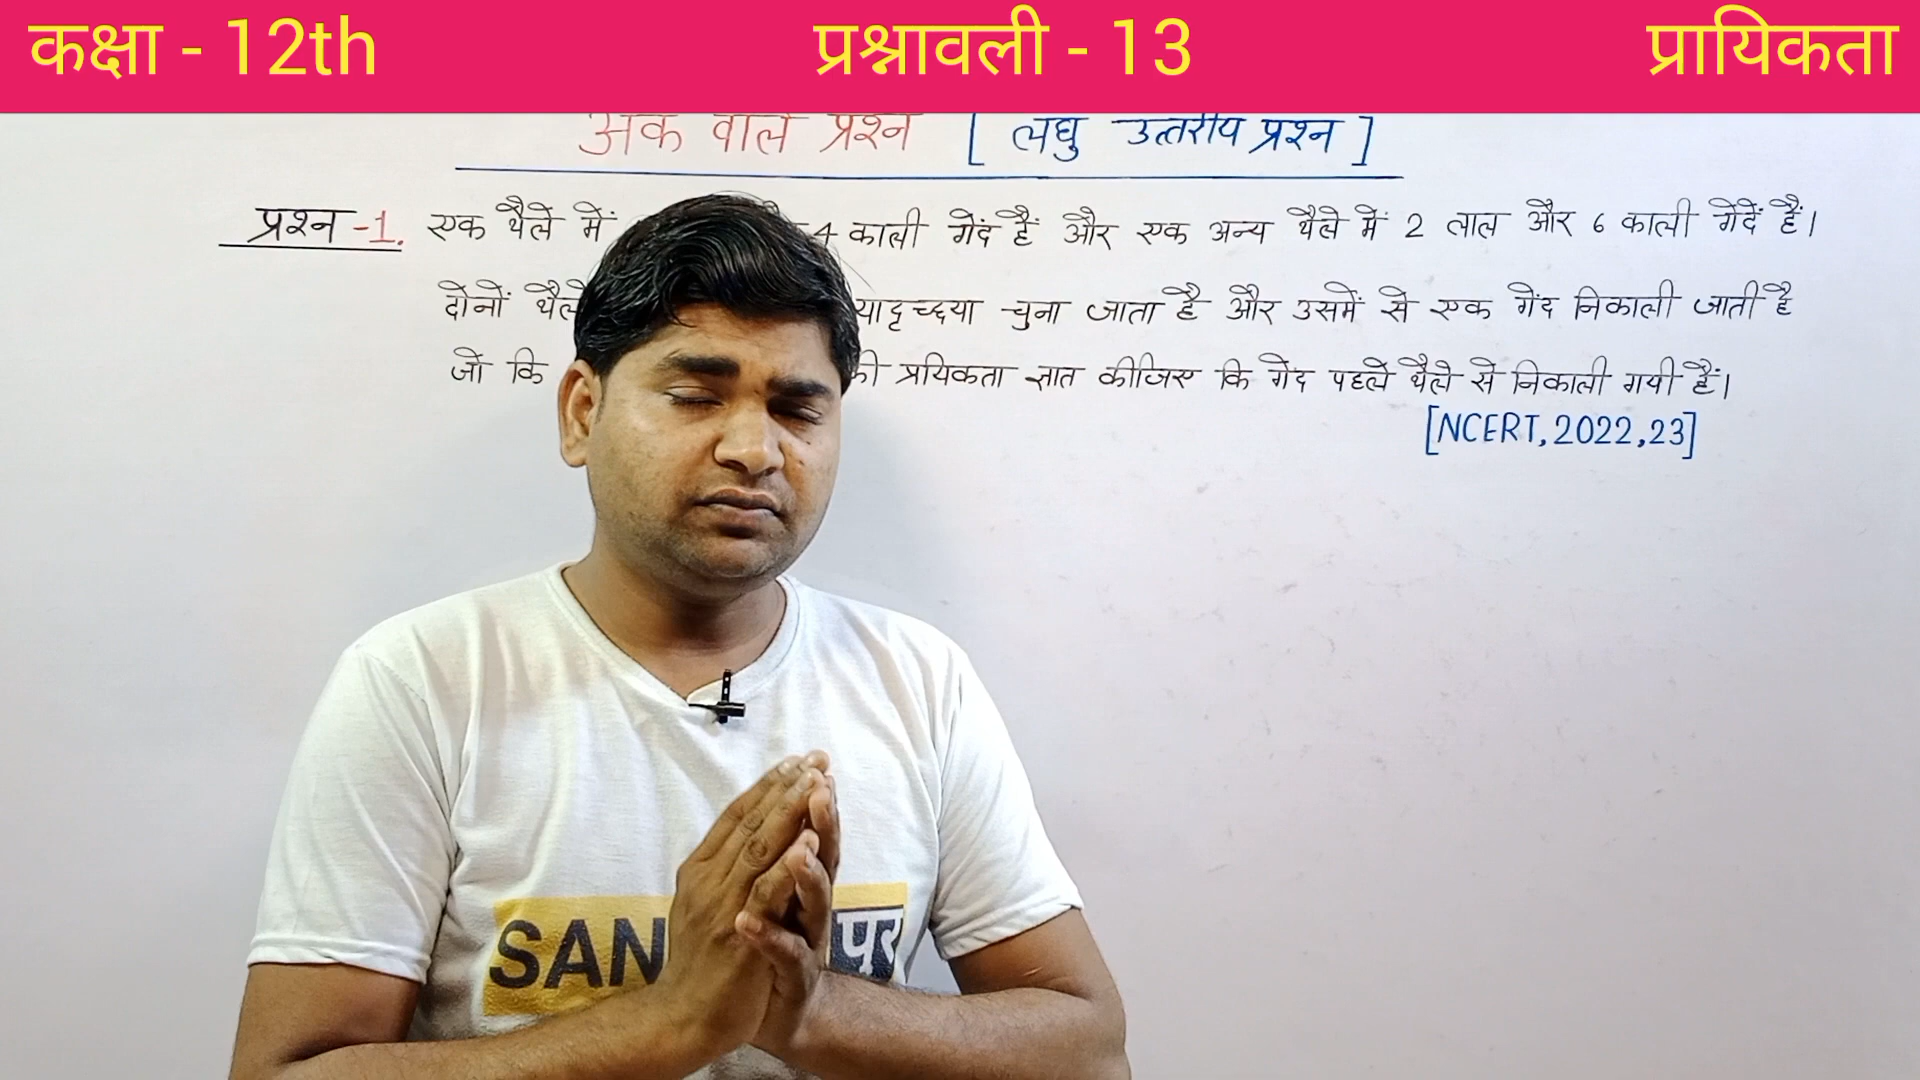 कक्षा - 12th प्रश्नावली - 13 प्रायिकता
अंक वाले प्रश्न [ लघु उत्तरीय प्रश्न ]
प्रश्न -1. एक थैले में 4 काली गेंद हैं और एक अन्य थैले में 2 लाल और 6 काली गेंदें हैं।
दोनों थैले चुना जाता है और उसमें से एक गेंद निकाली जाती है
जो कि की प्रयिकता ज्ञात कीजिए कि गेंद पहले थैले से निकाली गयी हैं।
[NCERT,2022,23]
SAN पुर